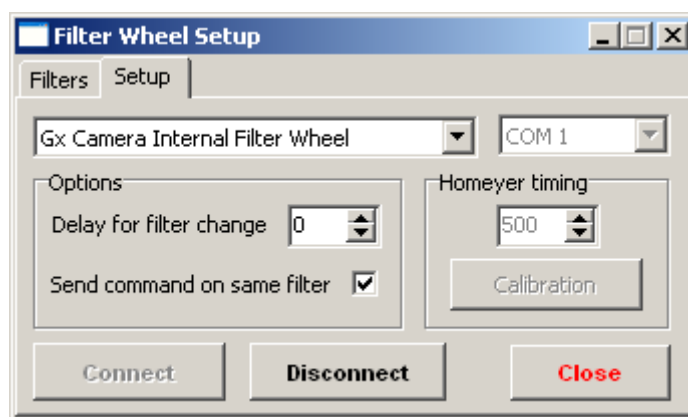 Filter Wheel Setup
Filters Setup
Gx Camera Internal Filter Wheel COM 1
Options Homeyer timing
Delay for filter change 0 500
Send command on same filter Calibration
Connect Disconnect Close